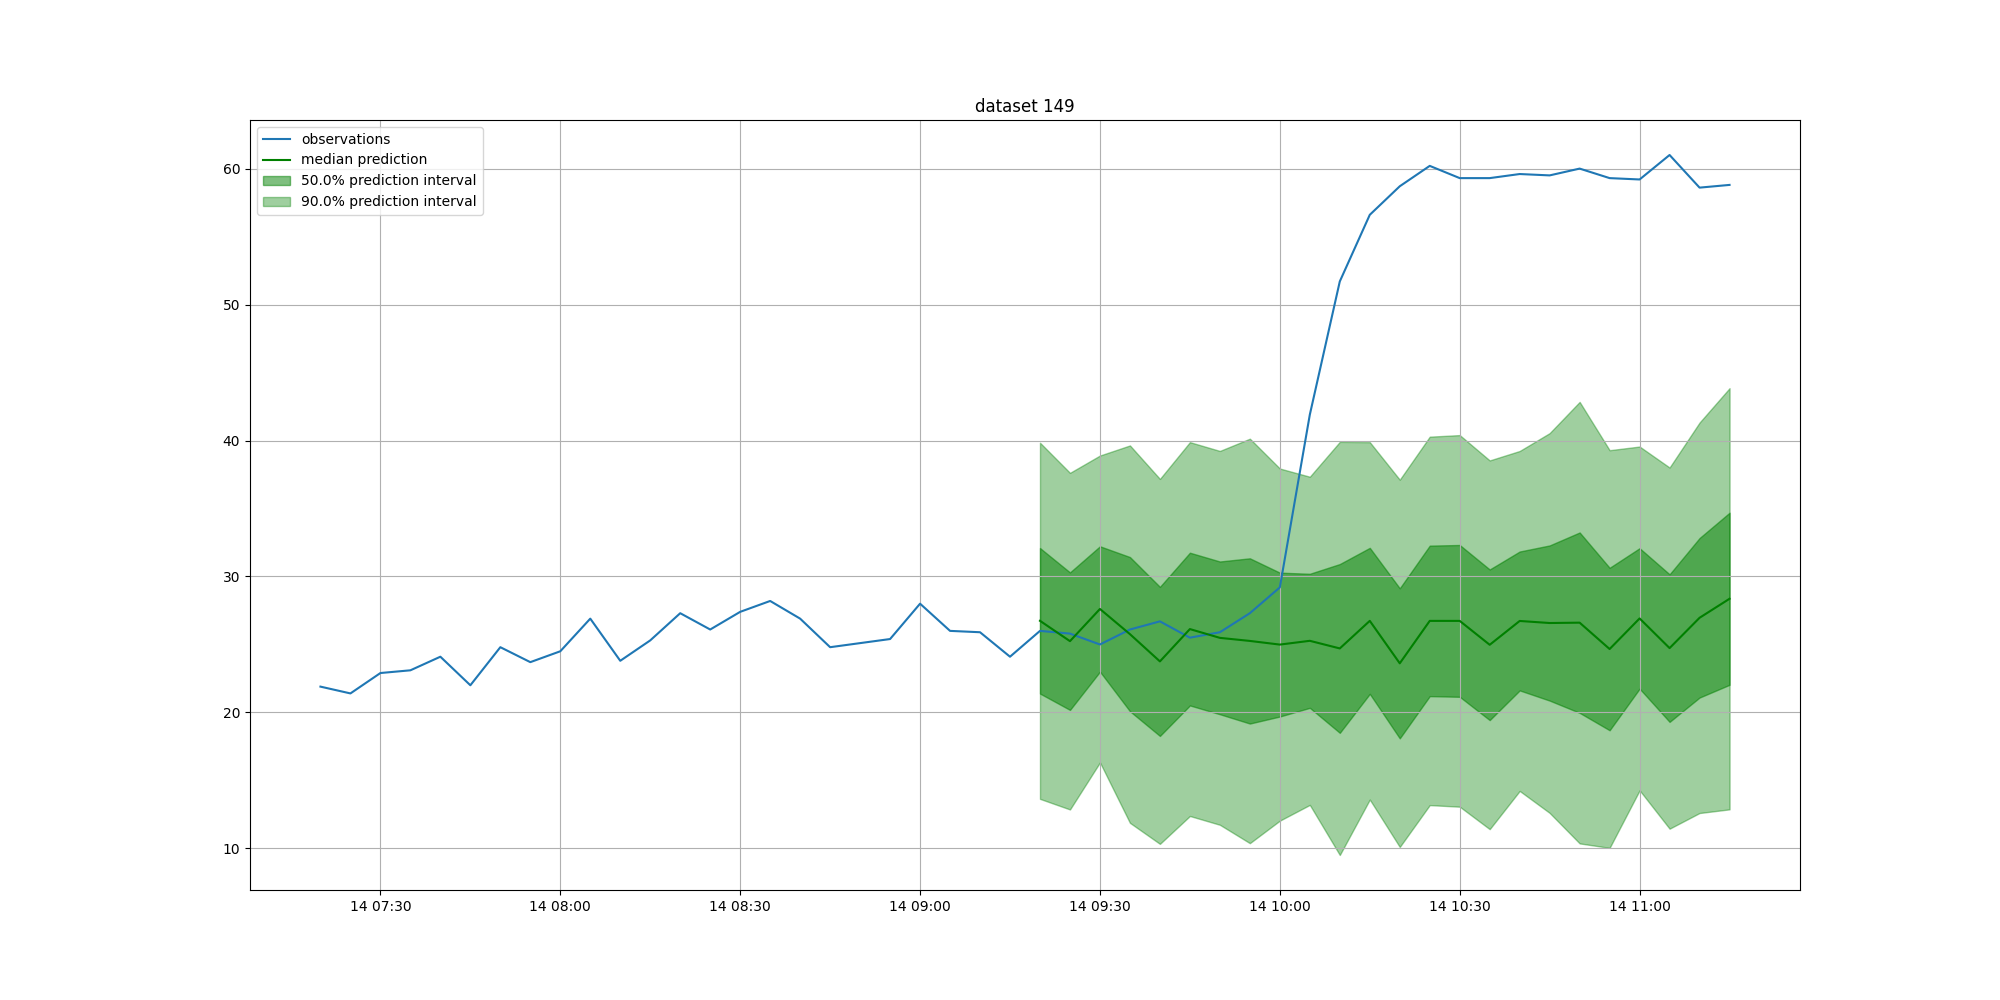 dataset 149
observations
median prediction
50.0% prediction interval
90.0% prediction interval
60
50
40
30
20
10
14 07:30 14 08:00 14 08:30 14 09:00 14 09:30 14 10:00 14 10:30 14 11:00